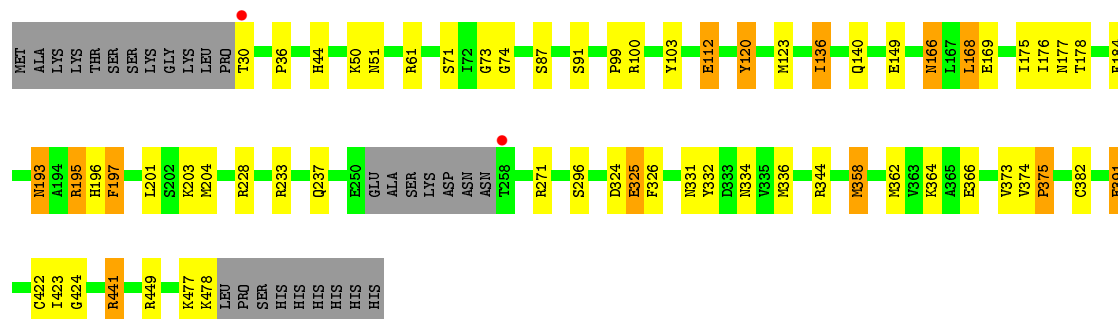 MET ALA LYS LYS THR SER SER LYS GLY LYS LEU PRO T30 P36 H44 K50 N51 R61 S71 I72 G73 G74 S87 S91 P99 R100 Y103 E112 Y120 M123 I136 Q140 E149 N166 L167 L168 E169 I175 I176 N177 T178
N193 A194 R195 H196 F197 L201 S202 K203 M204 R228 R233 Q237 E250 GLU ALA SER LYS ASP ASN ASN T258 R271 S296 D324 E325 F326 N331 Y332 D333 N334 V335 M336 R344 M358 M362 V363 K364 A365 E366 V373 V374 P375 C382
C422 I423 G424 R441 R449 K477 K478 LEU PRO SER HIS HIS HIS HIS HIS HIS